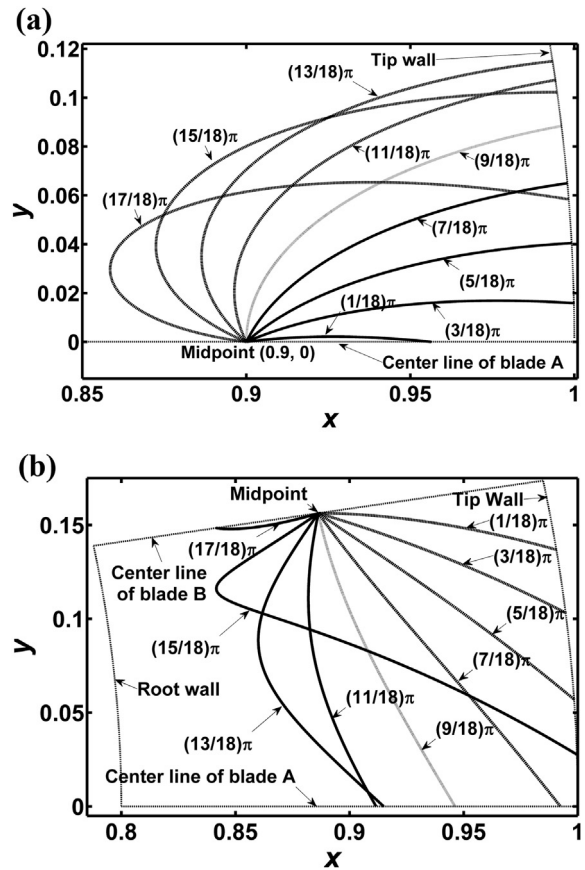 (a)
0.12
0.1
0.08
0.06
0.04
0.02
0
y
Tip wall
(13/18)π
(15/18)π
(11/18)π
(9/18)π
(17/18)π
(7/18)π
(5/18)π
(1/18)π
(3/18)π
Midpoint (0.9, 0)
Center line of blade A
0.85
0.9
0.95
1
x
(b)
Midpoint
Tip Wall
0.15
0.1
0.05
0
y
(1/18)π
(17/18)π
(3/18)π
Center line
of blade B
(5/18)π
(15/18)π
(7/18)π
Root wall
(11/18)π
(9/18)π
(13/18)π
Center line of blade A
0.8
0.85
0.9
0.95
1
x